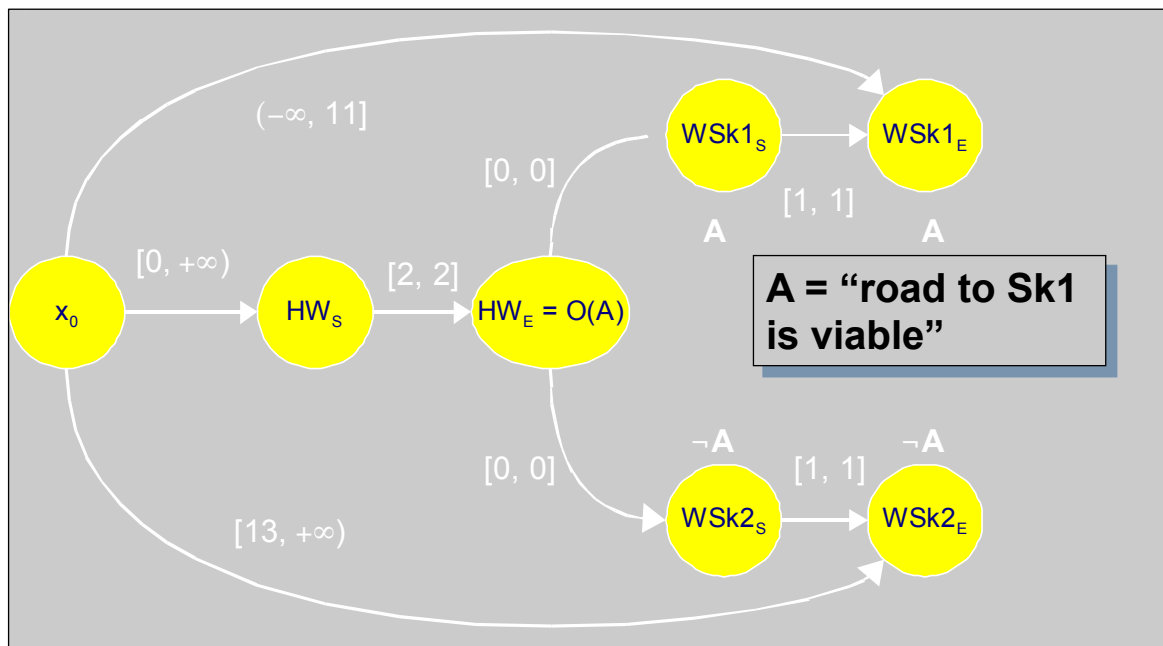 (−∞, 11]
WSk1S
WSk1E
[0, 0]
[1, 1]
A
A
[0, +∞)
[2, 2]
x0
HWS
HWE = O(A)
A = “road to Sk1
is viable”
¬A
¬A
[0, 0]
[1, 1]
WSk2S
WSk2E
[13, +∞)